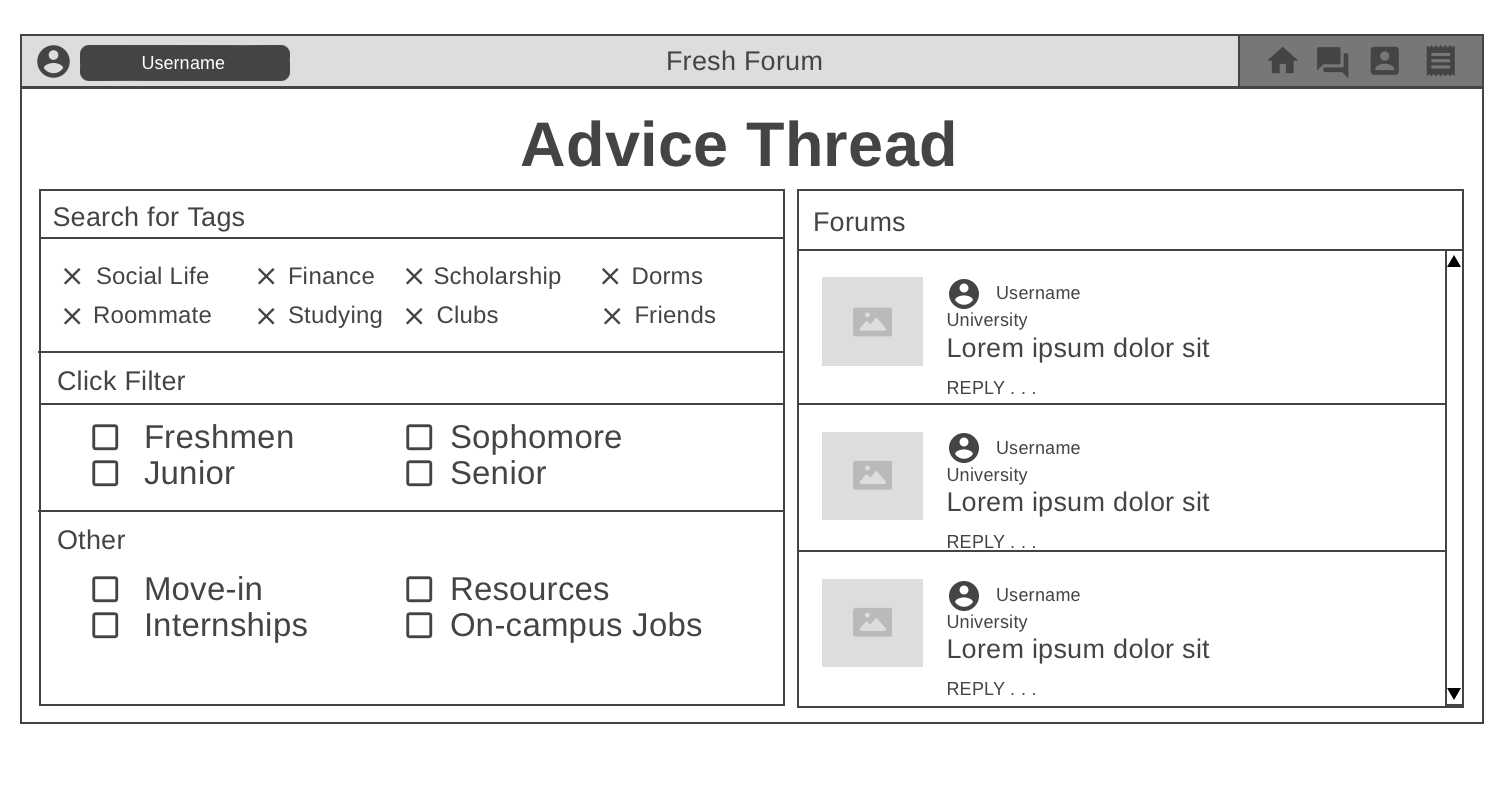 Username
Fresh Forum
Advice Thread
Search for Tags
Social Life Finance Scholarship Dorms
Roommate Studying Clubs Friends
Click Filter
Freshmen Sophomore
Junior Senior
Other
Move-in Resources
Internships On-campus Jobs
Forums
Username
University
Lorem ipsum dolor sit
REPLY . . .
Username
University
Lorem ipsum dolor sit
REPLY . . .
Username
University
Lorem ipsum dolor sit
REPLY . . .